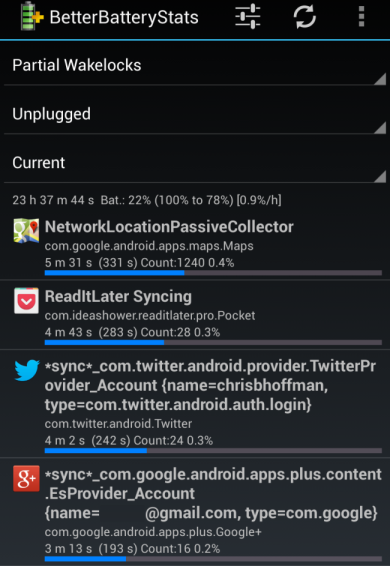 BetterBatteryStats
Partial Wakelocks
Unplugged
Current
23 h 37 m 44 s  Bat.: 22% (100% to 78%) [0.9%/h]
NetworkLocationPassiveCollector
com.google.android.apps.maps.Maps
5 m 31 s  (331 s) Count:1240 0.4%
ReadItLater Syncing
com.ideashower.readitlater.pro.Pocket
4 m 43 s  (283 s) Count:28 0.3%
*sync*_com.twitter.android.provider.TwitterPr
ovider_Account {name=chrisbhoffman,
type=com.twitter.android.auth.login}
com.twitter.android.Twitter
4 m 2 s  (242 s) Count:24 0.3%
*sync*_com.google.android.apps.plus.content
.EsProvider_Account
{name=        @gmail.com, type=com.google}
com.google.android.apps.plus.Google+
3 m 13 s  (193 s) Count:16 0.2%